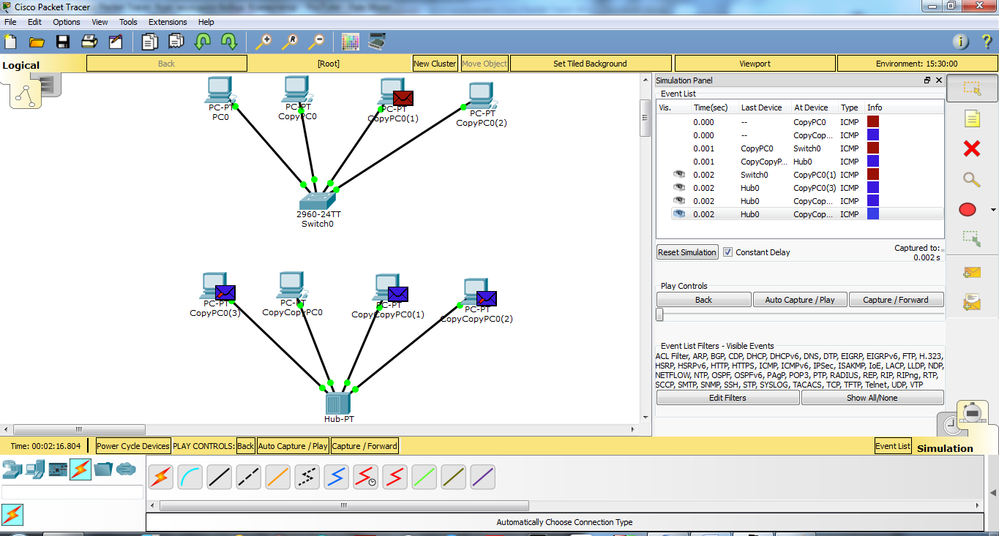 Cisco Packet Tracer
File Edit Options View Tools Extensions Help
Logical
Back
[Root]
New Cluster
Move Object
Set Tiled Background
Viewport
Environment: 15:30:00
PC-PT
PC0
PC-PT
CopyPC0
PC-PT
CopyPC0(1)
PC-PT
CopyPC0(2)
2960-24TT
Switch0
PC-PT
CopyPC0(3)
PC-PT
CopyCopyPC0
PC-PT
CopyCopyPC0(1)
PC-PT
CopyCopyPC0(2)
Hub-PT
Simulation Panel
Event List
Vis. Time(sec) Last Device At Device Type Info
0.000 -- CopyPC0 ICMP
0.000 -- CopyCop... ICMP
0.001 CopyPC0 Switch0 ICMP
0.001 CopyCopyP... Hub0 ICMP
0.002 Switch0 CopyPC0(1) ICMP
0.002 Hub0 CopyPC0(3) ICMP
0.002 Hub0 CopyCop... ICMP
0.002 Hub0 CopyCop... ICMP
Reset Simulation
Constant Delay
Captured to:
0.002 s
Play Controls
Back
Auto Capture / Play
Capture / Forward
Event List Filters - Visible Events
ACL Filter, ARP, BGP, CDP, DHCP, DHCPv6, DNS, DTP, EIGRP, EIGRPv6, FTP, H.323,
HSRP, HSRPv6, HTTP, HTTPS, ICMP, ICMPv6, IPSec, ISAKMP, IoE, LACP, LLDP, NDP,
NETFLOW, NTP, OSPF, OSPFv6, PAgP, POP3, PTP, RADIUS, REP, RIP, RIPng, RTP,
SCCP, SMTP, SNMP, SSH, STP, SYSLOG, TACACS, TCP, TFTP, Telnet, UDP, VTP
Edit Filters
Show All/None
Time: 00:02:16.804
Power Cycle Devices
PLAY CONTROLS:
Back
Auto Capture / Play
Capture / Forward
Event List
Simulation
Automatically Choose Connection Type